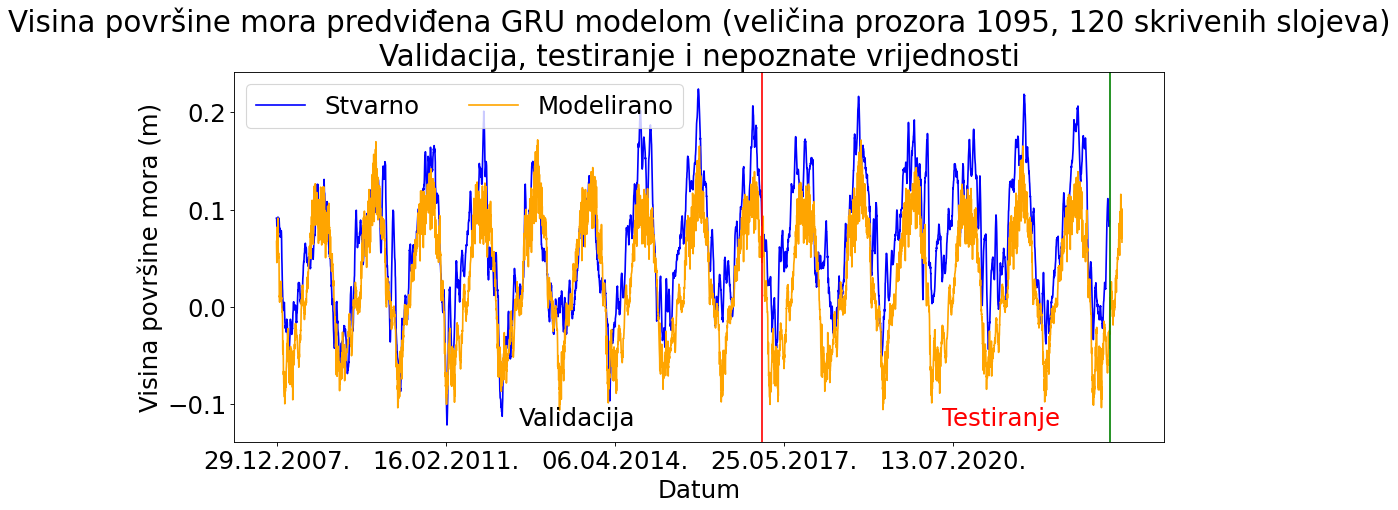 Visina površine mora predviđena GRU modelom (veličina prozora 1095, 120 skrivenih slojeva)
Validacija, testiranje i nepoznate vrijednosti
Stvarno
Modelirano
Visina površine mora (m)
0.2
0.1
0.0
−0.1
Validacija
Testiranje
29.12.2007.
16.02.2011.
06.04.2014.
25.05.2017.
13.07.2020.
Datum